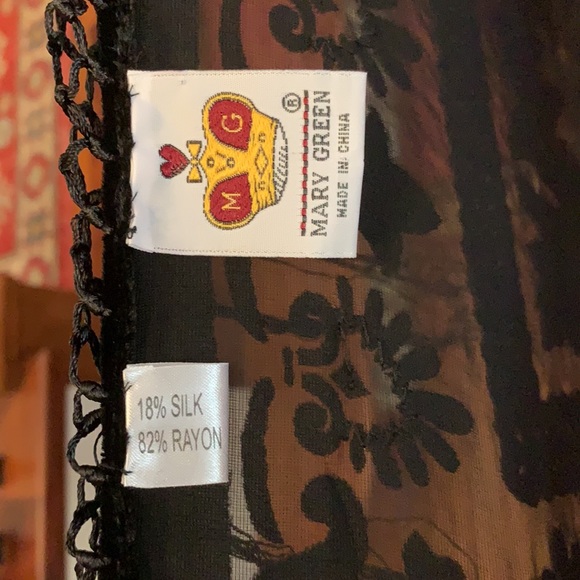 M G
®
MARY GREEN
MADE IN CHINA
18% SILK
82% RAYON